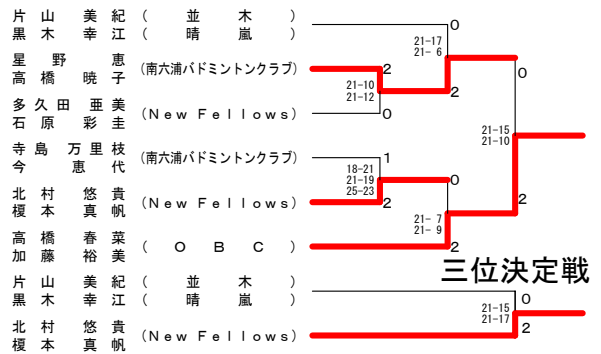 片山 美紀 ( 並木 ) 0
黒木 幸江 ( 晴嵐 )
21-17
21- 6
星野 恵
高橋 暁子
(南六浦バドミントンクラブ) 2
0
21-10
21-12
2
多久田 亜美
石原 彩圭
(New Fellows) 0
21-15
21-10
寺島 万里枝
今 恵代
(南六浦バドミントンクラブ) 1
18-21
21-19
25-23
0
北村 悠貴
榎本 真帆
(New Fellows) 2
2
21- 7
21- 9
高橋 春菜
加藤 裕美
( OBC ) 2
三位決定戦
片山 美紀 ( 並木 ) 0
黒木 幸江 ( 晴嵐 )
21-15
21-17
北村 悠貴
榎本 真帆
(New Fellows) 2